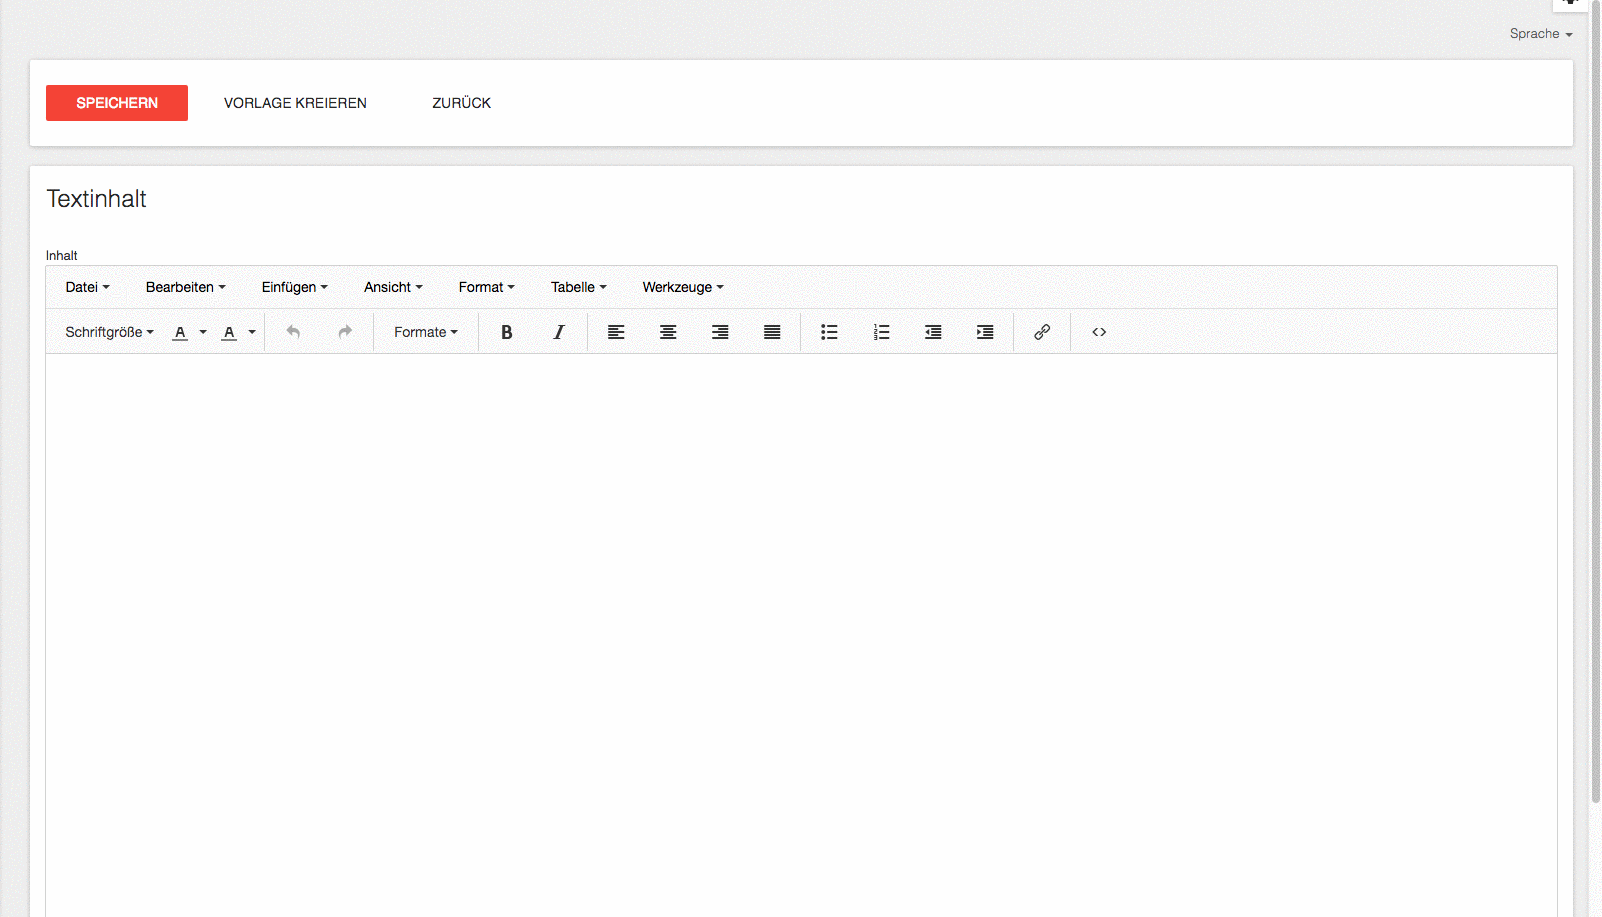 Sprache
SPEICHERN VORLAGE KREIEREN ZURÜCK
Textinhalt
Inhalt
Datei Bearbeiten Einfügen Ansicht Format Tabelle Werkzeuge
Schriftgröße A A Formate B I